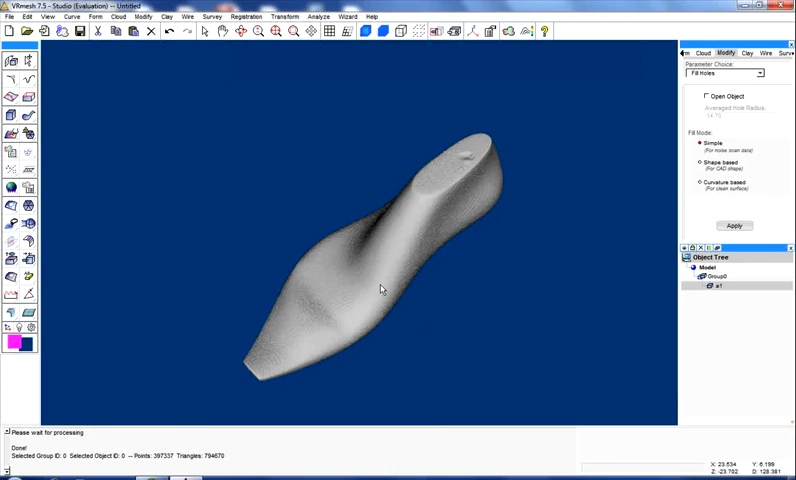 VRmesh 7.5 - Studio (Evaluation) -- Untitled
File Edit View Curve Form Cloud Modify Clay Wire Survey Registration Transform Analyze Wizard Help
m Cloud Modify Clay Wire Surv
Parameter Choice:
Fill Holes
Open Object
Averaged Hole Radius:
Fill Mode:
Simple
(For noise scan data)
Shape based
(For CAD shape)
Curvature based
(For clean surface)
Apply
Object Tree
Model
Group0
a1
Please wait for processing
Done!
Selected Group ID: 0 Selected Object ID: 0 -- Points: 397337 Triangles: 794670
X: 23.534 Y: 6.199
Z: -23.702 D: 128.381